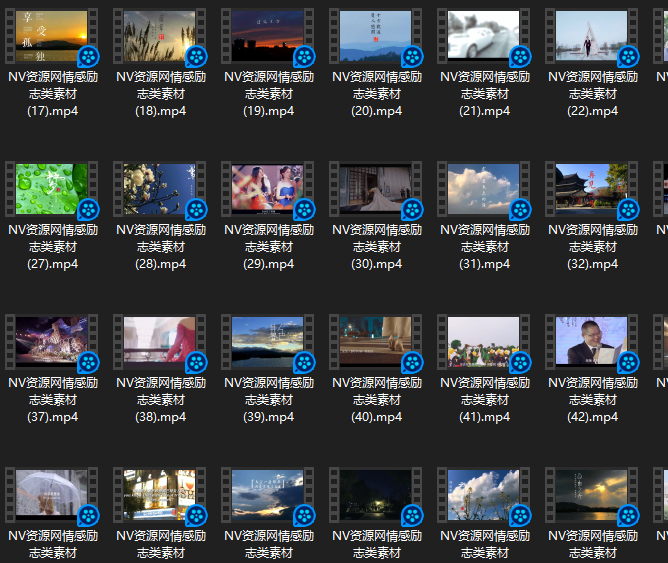 享受
孤独
NV资源网情感励
志类素材
(17).mp4
NV资源网情感励
志类素材
(18).mp4
NV资源网情感励
志类素材
(19).mp4
NV资源网情感励
志类素材
(20).mp4
NV资源网情感励
志类素材
(21).mp4
NV资源网情感励
志类素材
(22).mp4
NV资源网情感励
志类素材
(27).mp4
NV资源网情感励
志类素材
(28).mp4
NV资源网情感励
志类素材
(29).mp4
NV资源网情感励
志类素材
(30).mp4
NV资源网情感励
志类素材
(31).mp4
NV资源网情感励
志类素材
(32).mp4
NV资源网情感励
志类素材
(37).mp4
NV资源网情感励
志类素材
(38).mp4
NV资源网情感励
志类素材
(39).mp4
NV资源网情感励
志类素材
(40).mp4
NV资源网情感励
志类素材
(41).mp4
NV资源网情感励
志类素材
(42).mp4
NV资源网情感励
志类素材
NV资源网情感励
志类素材
NV资源网情感励
志类素材
NV资源网情感励
志类素材
NV资源网情感励
志类素材
NV资源网情感励
志类素材